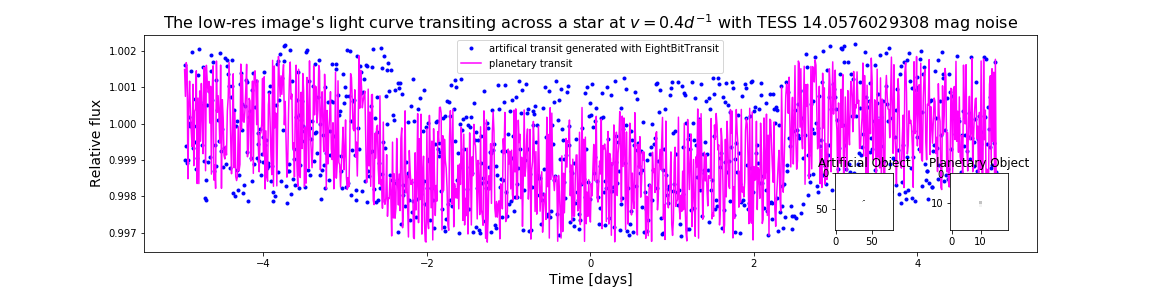 The low-res image's light curve transiting across a star at v = 0.4d⁻¹ with TESS 14.0576029308 mag noise
artifical transit generated with EightBitTransit
planetary transit
Relative flux
1.002
1.001
1.000
0.999
0.998
0.997
Artificial Object
0
50
0 50
Planetary Object
0
10
0 10
−4 −2 0 2 4
Time [days]